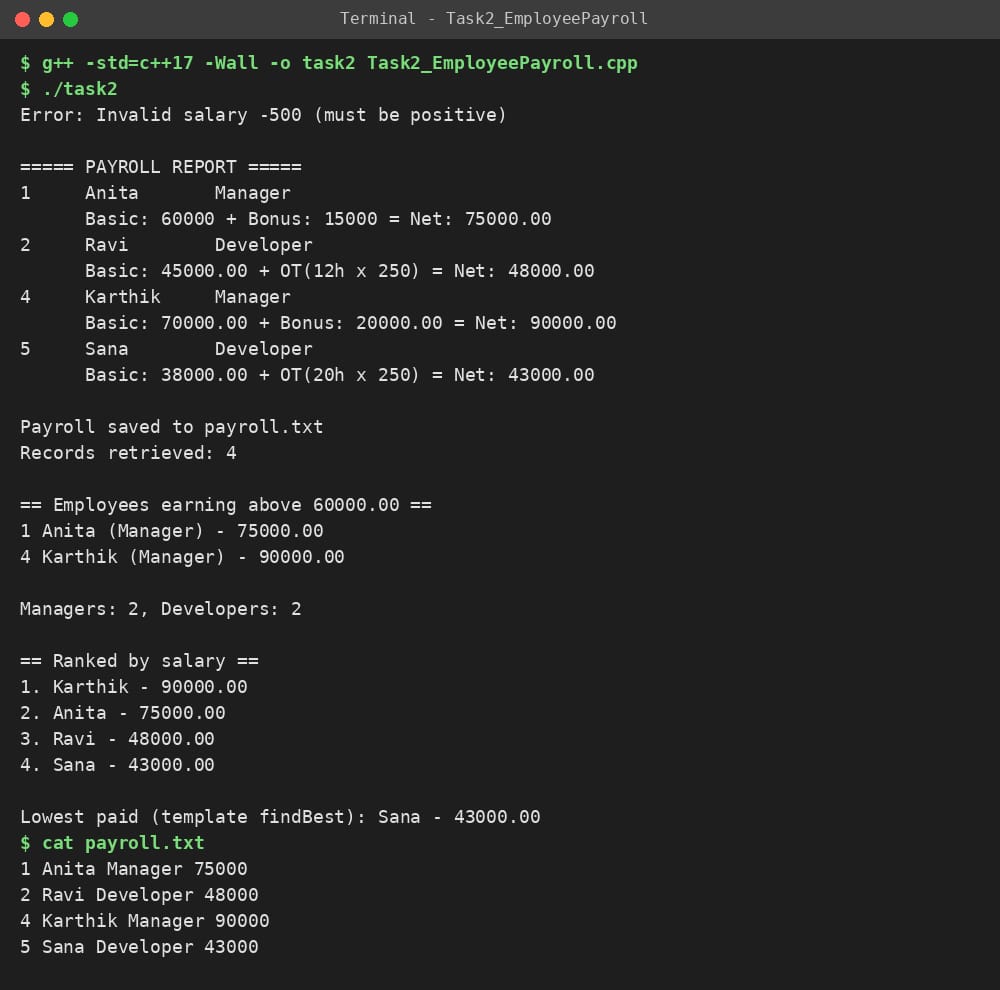 Terminal - Task2_EmployeePayroll
$ g++ -std=c++17 -Wall -o task2 Task2_EmployeePayroll.cpp
$ ./task2
Error: Invalid salary -500 (must be positive)
===== PAYROLL REPORT =====
1     Anita       Manager
      Basic: 60000 + Bonus: 15000 = Net: 75000.00
2     Ravi        Developer
      Basic: 45000.00 + OT(12h x 250) = Net: 48000.00
4     Karthik     Manager
      Basic: 70000.00 + Bonus: 20000.00 = Net: 90000.00
5     Sana        Developer
      Basic: 38000.00 + OT(20h x 250) = Net: 43000.00
Payroll saved to payroll.txt
Records retrieved: 4
== Employees earning above 60000.00 ==
1 Anita (Manager) - 75000.00
4 Karthik (Manager) - 90000.00
Managers: 2, Developers: 2
== Ranked by salary ==
1. Karthik - 90000.00
2. Anita - 75000.00
3. Ravi - 48000.00
4. Sana - 43000.00
Lowest paid (template findBest): Sana - 43000.00
$ cat payroll.txt
1 Anita Manager 75000
2 Ravi Developer 48000
4 Karthik Manager 90000
5 Sana Developer 43000